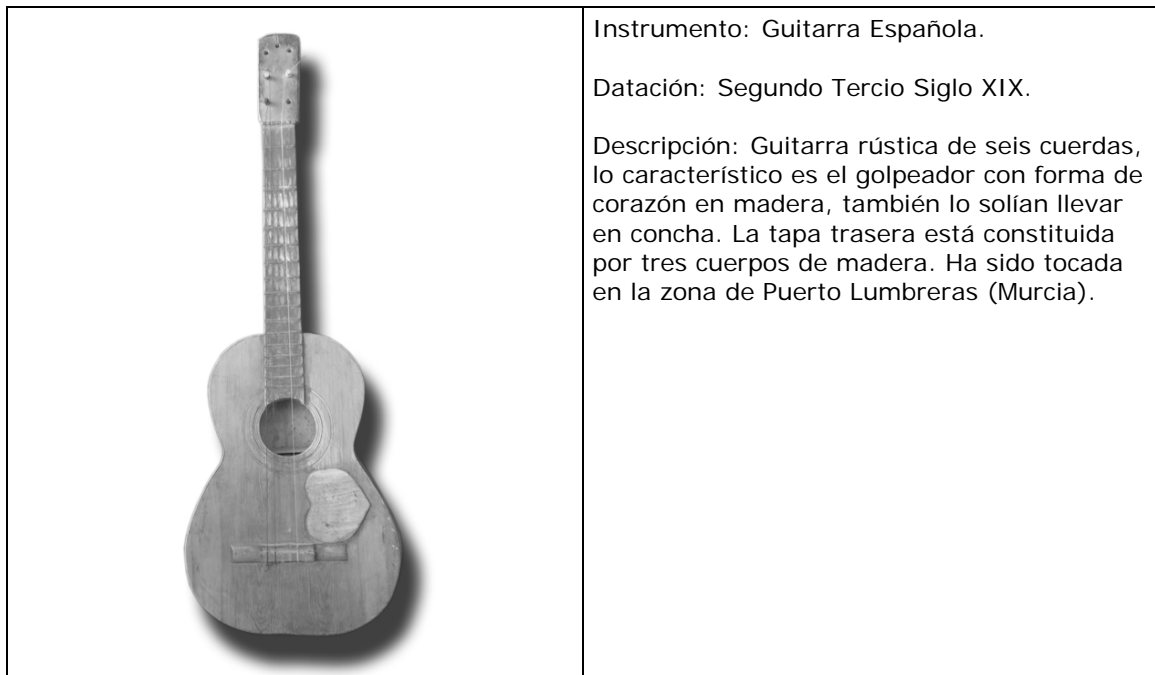 Instrumento: Guitarra Española.
Datación: Segundo Tercio Siglo XIX.
Descripción: Guitarra rústica de seis cuerdas,
lo característico es el golpeador con forma de
corazón en madera, también lo solían llevar
en concha. La tapa trasera está constituida
por tres cuerpos de madera. Ha sido tocada
en la zona de Puerto Lumbreras (Murcia).